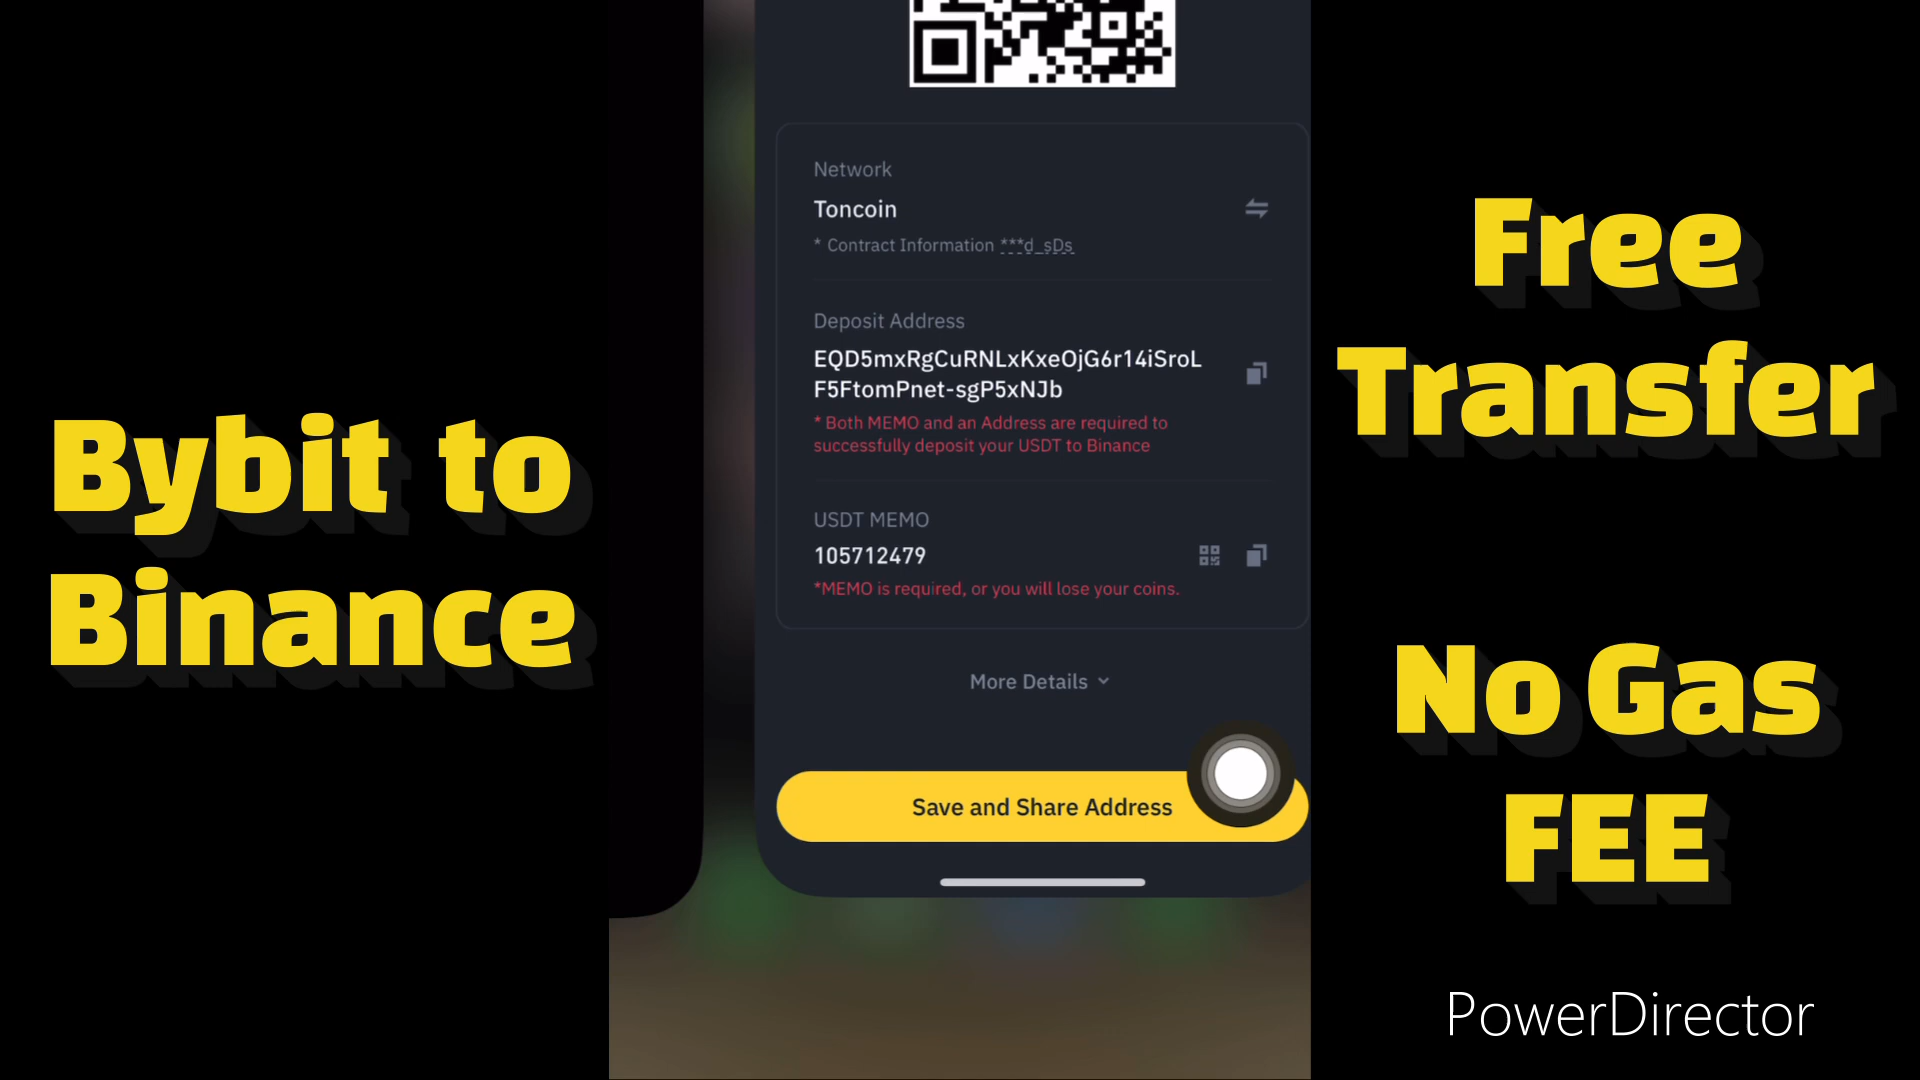 Bybit to
Binance
Network
Toncoin
* Contract Information ***d_sDs
Deposit Address
EQD5mxRgCuRNLxKxeOjG6r14iSroL
F5FtomPnet-sgP5xNJb
* Both MEMO and an Address are required to
successfully deposit your USDT to Binance
USDT MEMO
105712479
*MEMO is required, or you will lose your coins.
More Details
Save and Share Address
Free
Transfer
No Gas
FEE
PowerDirector